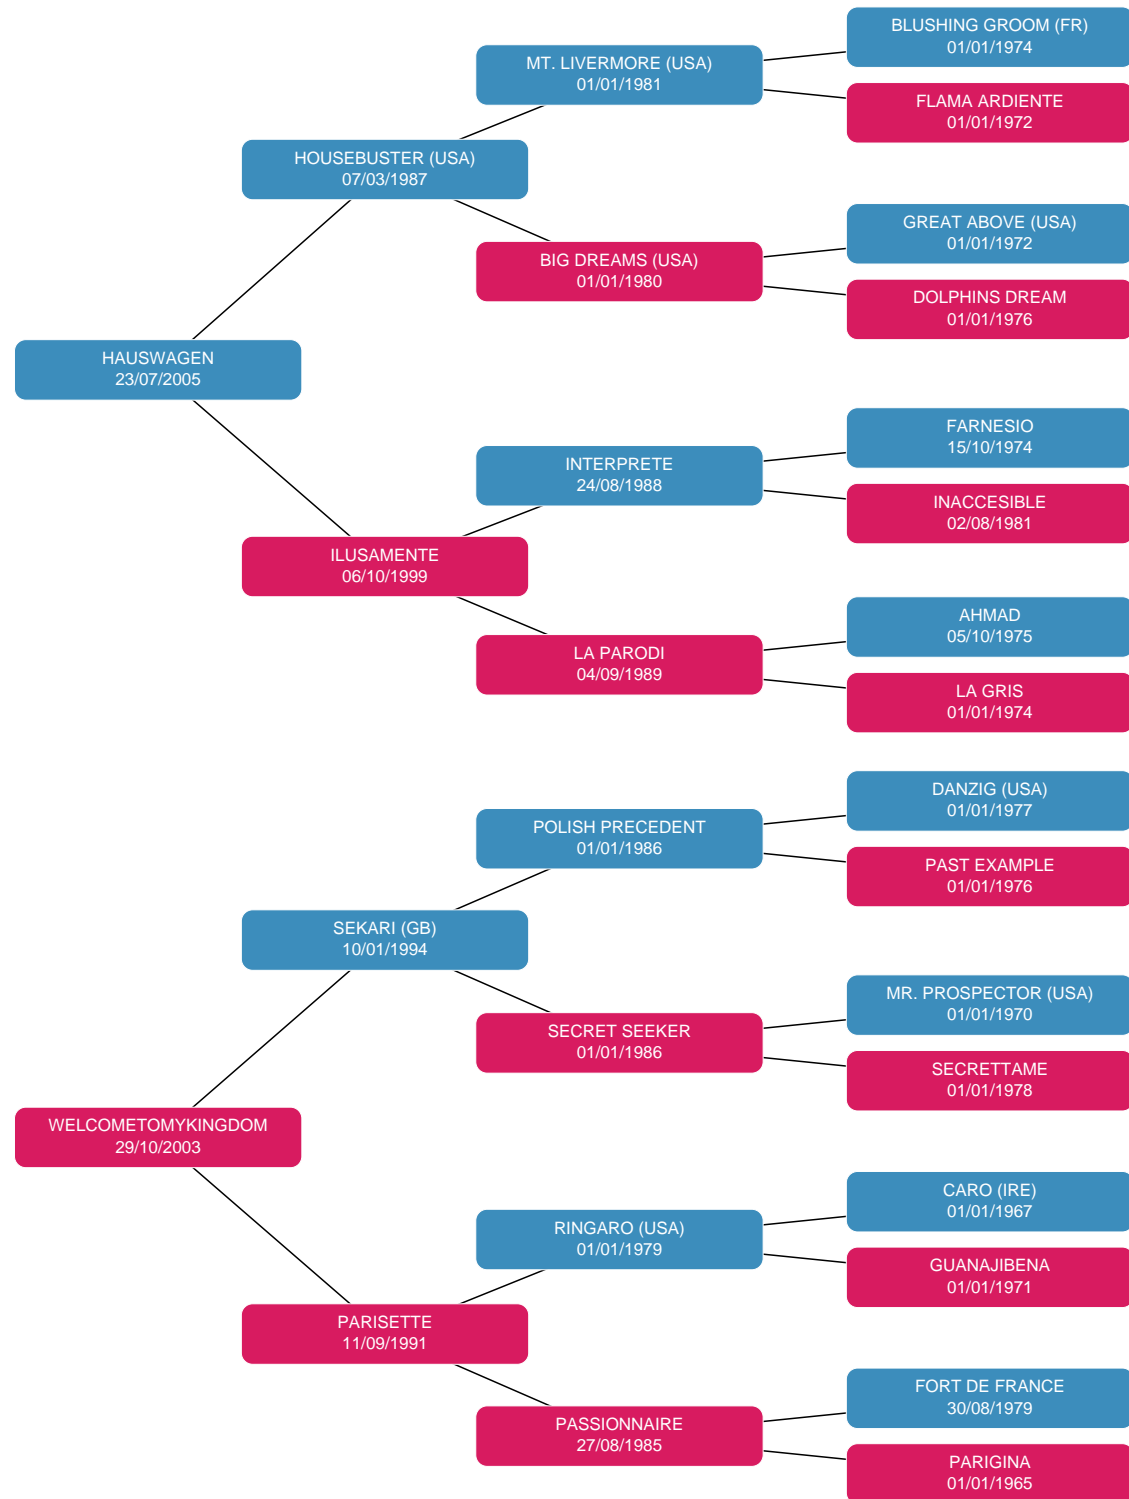 BLUSHING GROOM (FR)
01/01/1974
MT. LIVERMORE (USA)
01/01/1981
FLAMA ARDIENTE
01/01/1972
HOUSEBUSTER (USA)
07/03/1987
GREAT ABOVE (USA)
01/01/1972
BIG DREAMS (USA)
01/01/1980
DOLPHINS DREAM
01/01/1976
HAUSWAGEN
23/07/2005
FARNESIO
15/10/1974
INTERPRETE
24/08/1988
INACCESIBLE
02/08/1981
ILUSAMENTE
06/10/1999
AHMAD
05/10/1975
LA PARODI
04/09/1989
LA GRIS
01/01/1974
DANZIG (USA)
01/01/1977
POLISH PRECEDENT
01/01/1986
PAST EXAMPLE
01/01/1976
SEKARI (GB)
10/01/1994
MR. PROSPECTOR (USA)
01/01/1970
SECRET SEEKER
01/01/1986
SECRETTAME
01/01/1978
WELCOMETOMYKINGDOM
29/10/2003
CARO (IRE)
01/01/1967
RINGARO (USA)
01/01/1979
GUANAJIBENA
01/01/1971
PARISETTE
11/09/1991
FORT DE FRANCE
30/08/1979
PASSIONNAIRE
27/08/1985
PARIGINA
01/01/1965